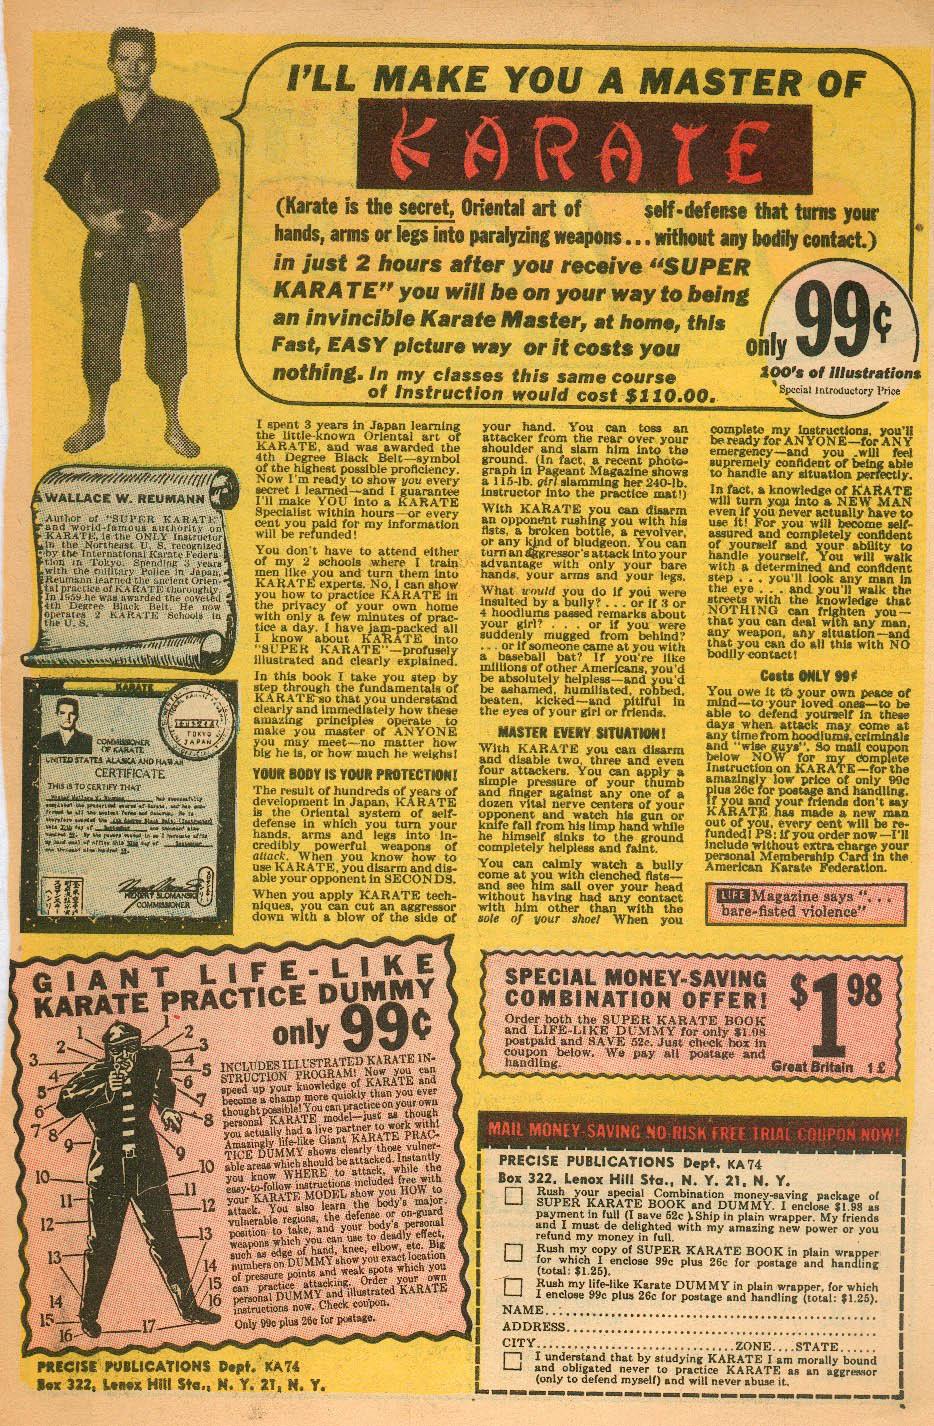 I'LL MAKE YOU A MASTER OF
KARATE
(Karate is the secret, Oriental art of self-defense that turns your
hands, arms or legs into paralyzing weapons... without any bodily contact.)
in just 2 hours after you receive "SUPER
KARATE" you will be on your way to being
an invincible Karate Master, at home, this
Fast, EASY picture way or it costs you
nothing. In my classes this same course
of Instruction would cost $110.00.
only 99¢
100's of Illustrations
Special Introductory Price
WALLACE W. REUMANN
Author of "SUPER KARATE"
and world-famous authority on
KARATE, is the ONLY Instructor
in the Northeast U. S. recognized
by the International Karate Federa-
tion in Tokyo. Spending 3 years
with the military Police in Japan,
Reumann learned the ancient Orien-
tal practice of KARATE thoroughly.
In 1959 he was awarded the coveted
4th Degree Black Belt. He now
operates 2 KARATE Schools in
the U. S.
KARATE
TOKYO
JAPAN
COMMISSIONER
OF KARATE
UNITED STATES ALASKA AND HAWAII
CERTIFICATE
THIS IS TO CERTIFY THAT
HENRY SLOMANSKI
COMMISSIONER
I spent 3 years in Japan learning
the little-known Oriental art of
KARATE, and was awarded the
4th Degree Black Belt—symbol
of the highest possible proficiency.
Now I'm ready to show you every
secret I learned—and I guarantee
I'll make YOU into a KARATE
Specialist within hours—or every
cent you paid for my information
will be refunded!
You don't have to attend either
of my 2 schools where I train
men like you and turn them into
KARATE experts. No, I can show
you how to practice KARATE in
the privacy of your own home
with only a few minutes of prac-
tice a day. I have jam-packed all
I know about KARATE into
"SUPER KARATE"—profusely
illustrated and clearly explained.
In this book I take you step by
step through the fundamentals of
KARATE so that you understand
clearly and immediately how these
amazing principles operate to
make you master of ANYONE
you may meet—no matter how
big he is, or how much he weighs!
YOUR BODY IS YOUR PROTECTION!
The result of hundreds of years of
development in Japan, KARATE
is the Oriental system of self-
defense in which you turn your
hands, arms and legs into in-
credibly powerful weapons of
attack. When you know how to
use KARATE, you disarm and dis-
able your opponent in SECONDS.
When you apply KARATE tech-
niques, you can cut an aggressor
down with a blow of the side of
your hand. You can toss an
attacker from the rear over your
shoulder and slam him into the
ground. (In fact, a recent photo-
graph in Pageant Magazine shows
a 115-lb. girl slamming her 240-lb.
instructor into the practice mat!)
With KARATE you can disarm
an opponent rushing you with his
fists, a broken bottle, a revolver,
or any kind of bludgeon. You can
turn an aggressor's attack into your
advantage with only your bare
hands, your arms and your legs.
What would you do if you were
insulted by a bully? . . or if 3 or
4 hoodlums passed remarks about
your girl? . . . . or if you were
suddenly mugged from behind?
. . . or if someone came at you with
a baseball bat? If you're like
millions of other Americans, you'd
be absolutely helpless—and you'd
be ashamed, humiliated, robbed,
beaten, kicked—and pitiful in
the eyes of your girl or friends.
MASTER EVERY SITUATION!
With KARATE you can disarm
and disable two, three and even
four attackers. You can apply a
simple pressure of your thumb
and finger against any one of a
dozen vital nerve centers of your
opponent and watch his gun or
knife fall from his limp hand while
he himself sinks to the ground
completely helpless and faint.
You can calmly watch a bully
come at you with clenched fists—
and see him sail over your head
without having had any contact
with him other than with the
sole of your shoe! When you
complete my instructions, you'll
be ready for ANYONE—for ANY
emergency—and you will feel
supremely confident of being able
to handle any situation perfectly.
In fact, a knowledge of KARATE
will turn you into a NEW MAN
even if you never actually have to
use it! For you will become self-
assured and completely confident
of yourself and your ability to
handle yourself. You will walk
with a determined and confident
step . . . you'll look any man in
the eye . . . and you'll walk the
streets with the knowledge that
NOTHING can frighten you—
that you can deal with any man,
any weapon, any situation—and
that you can do all this with NO
bodily contact!
Costs ONLY 99¢
You owe it to your own peace of
mind—to your loved ones—to be
able to defend yourself in these
days when attack may come at
any time from hoodlums, criminals
and "wise guys". So mail coupon
below NOW for my complete
Instruction on KARATE—for the
amazingly low price of only 99c
plus 26c for postage and handling.
If you and your friends don't say
KARATE has made a new man
out of you, every cent will be re-
funded! PS: if you order now—I'll
include without extra charge your
personal Membership Card in the
American Karate Federation.
LIFE Magazine says "...
bare-fisted violence"
GIANT LIFE-LIKE
KARATE PRACTICE DUMMY
only 99¢
INCLUDES ILLUSTRATED KARATE IN-
STRUCTION PROGRAM! Now you can
speed up your knowledge of KARATE and
become a champ more quickly than you ever
thought possible! You can practice on your own
personal KARATE model—just as though
you actually had a live partner to work with!
Amazingly life-like Giant KARATE PRAC-
TICE DUMMY shows clearly those vulner-
able areas which should be attacked. Instantly
you know WHERE to attack, while the
easy-to-follow instructions included free with
your KARATE MODEL show you HOW to
attack. You also learn the body's major
vulnerable regions, the defense or on-guard
position to take, and your body's personal
weapons which you can use to deadly effect,
such as edge of hand, knee, elbow, etc. Big
numbers on DUMMY show you exact location
of pressure points and weak spots which you
can practice attacking. Order your own
personal DUMMY and illustrated KARATE
instructions now. Check coupon.
Only 99c plus 26c for postage.
1 1
2 2
3 3
4 4
5 5
6 6
7 7
8 8
9 9
10 10
11 11
12 12
13 13
14 14
15 15
16 16
17
PRECISE PUBLICATIONS Dept. KA74
Box 322, Lenox Hill Sta., N. Y. 21, N. Y.
SPECIAL MONEY-SAVING
COMBINATION OFFER!
$1.98
Order both the SUPER KARATE BOOK
and LIFE-LIKE DUMMY for only $1.98
postpaid and SAVE 52c. Just check box in
coupon below. We pay all postage and
handling.
Great Britain 1£
MAIL MONEY-SAVING NO-RISK FREE TRIAL COUPON NOW!
PRECISE PUBLICATIONS Dept. KA74
Box 322, Lenox Hill Sta., N. Y. 21, N. Y.
Rush your special Combination money-saving package of
SUPER KARATE BOOK and DUMMY. I enclose $1.98 as
payment in full (I save 52c) Ship in plain wrapper. My friends
and I must de delighted with my amazing new power or you
refund my money in full.
Rush my copy of SUPER KARATE BOOK in plain wrapper
for which I enclose 99c plus 26c for postage and handling
(total: $1.25).
Rush my life-like Karate DUMMY in plain wrapper, for which
I enclose 99c plus 26c for postage and handling (total: $1.25).
NAME
ADDRESS
CITY ZONE STATE
I understand that by studying KARATE I am morally bound
and obligated never to practice KARATE as an aggressor
(only to defend myself) and will never abuse it.